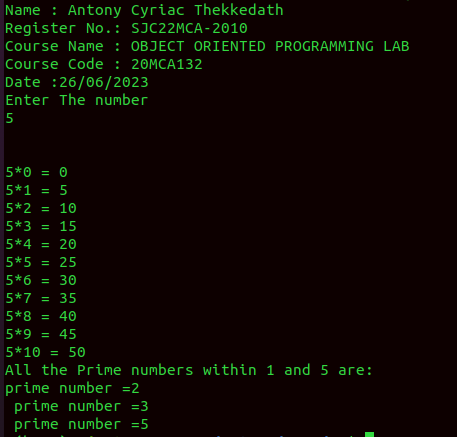 Name : Antony Cyriac Thekkedath
Register No.: SJC22MCA-2010
Course Name : OBJECT ORIENTED PROGRAMMING LAB
Course Code : 20MCA132
Date :26/06/2023
Enter The number
5
5*0 = 0
5*1 = 5
5*2 = 10
5*3 = 15
5*4 = 20
5*5 = 25
5*6 = 30
5*7 = 35
5*8 = 40
5*9 = 45
5*10 = 50
All the Prime numbers within 1 and 5 are:
prime number =2
 prime number =3
 prime number =5